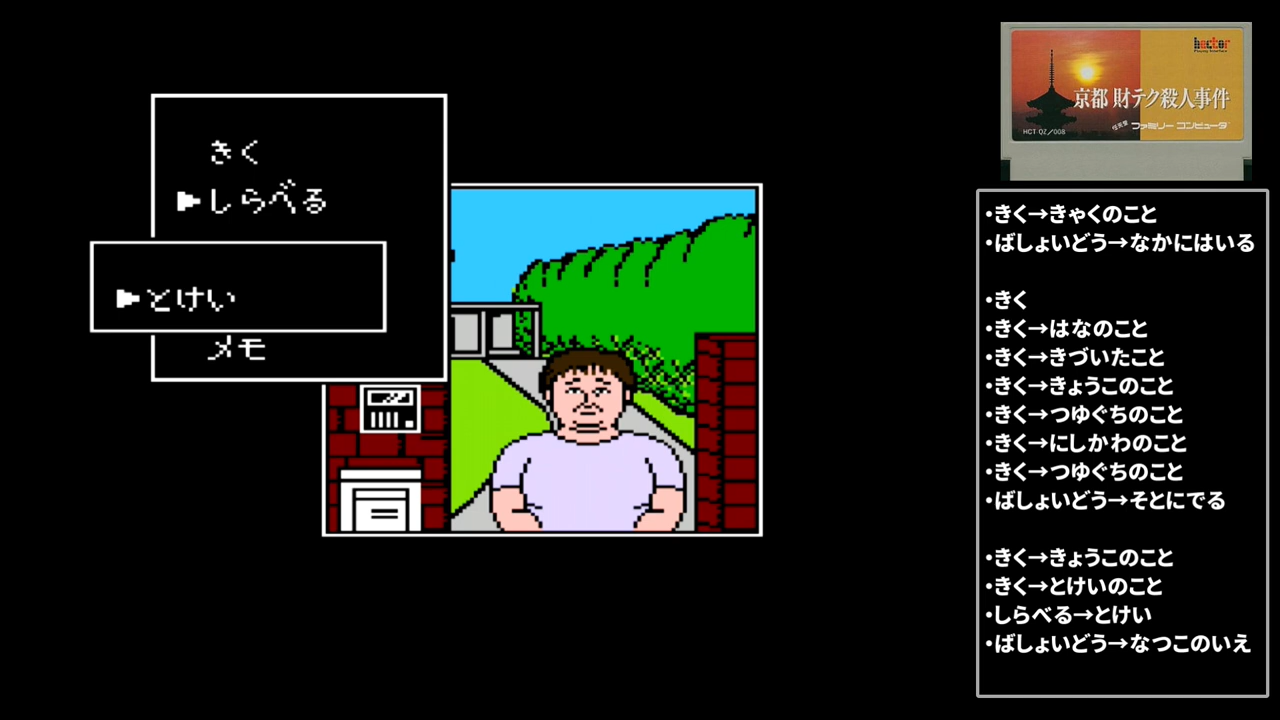 きく
▶しらべる
▶とけい
メモ
hector
Playing Interface
京都 財テク殺人事件
HCT QZ/008
任天堂 ファミリーコンピュータ
・きく→きゃくのこと
・ばしょいどう→なかにはいる
・きく
・きく→はなのこと
・きく→きづいたこと
・きく→きょうこのこと
・きく→つゆぐちのこと
・きく→にしかわのこと
・きく→つゆぐちのこと
・ばしょいどう→そとにでる
・きく→きょうこのこと
・きく→とけいのこと
・しらべる→とけい
・ばしょいどう→なつこのいえ